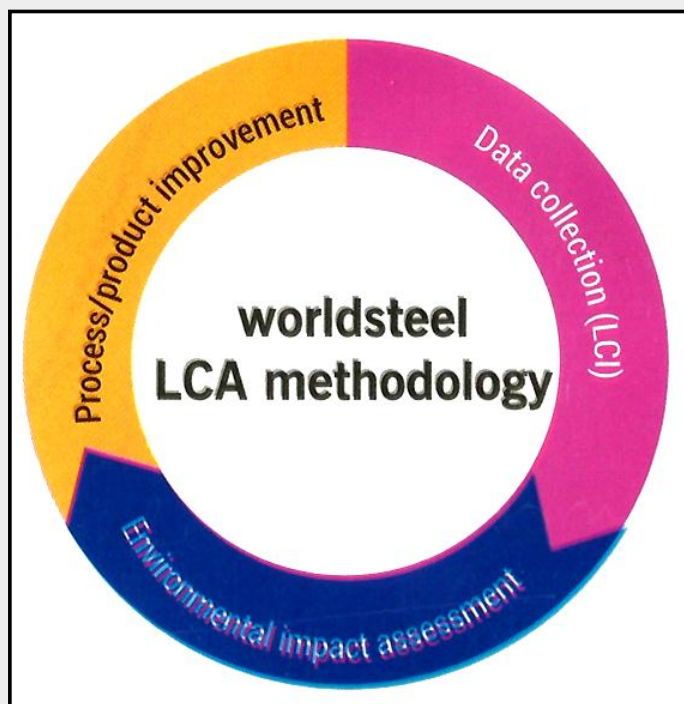 worldsteel
LCA methodology
Data collection (LCI)
Environmental impact assessment
Process/product improvement